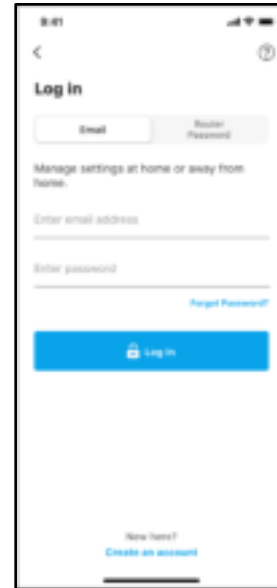 9:41
Log in
Email
Router
Password
Manage settings at home or away from
home.
Enter email address
Enter password
Forgot Password?
Log in
New here?
Create an account